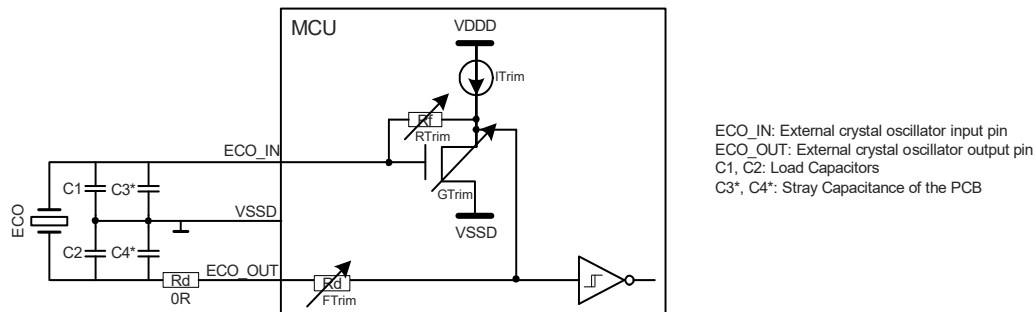 MCU
VDDD
ITrim
Rf
RTrim
ECO_IN
GTrim
C1
C3*
VSSD
VSSD
ECO
C2
C4*
ECO_OUT
Rd
0R
Rd
FTrim
ECO_IN: External crystal oscillator input pin
ECO_OUT: External crystal oscillator output pin
C1, C2: Load Capacitors
C3*, C4*: Stray Capacitance of the PCB